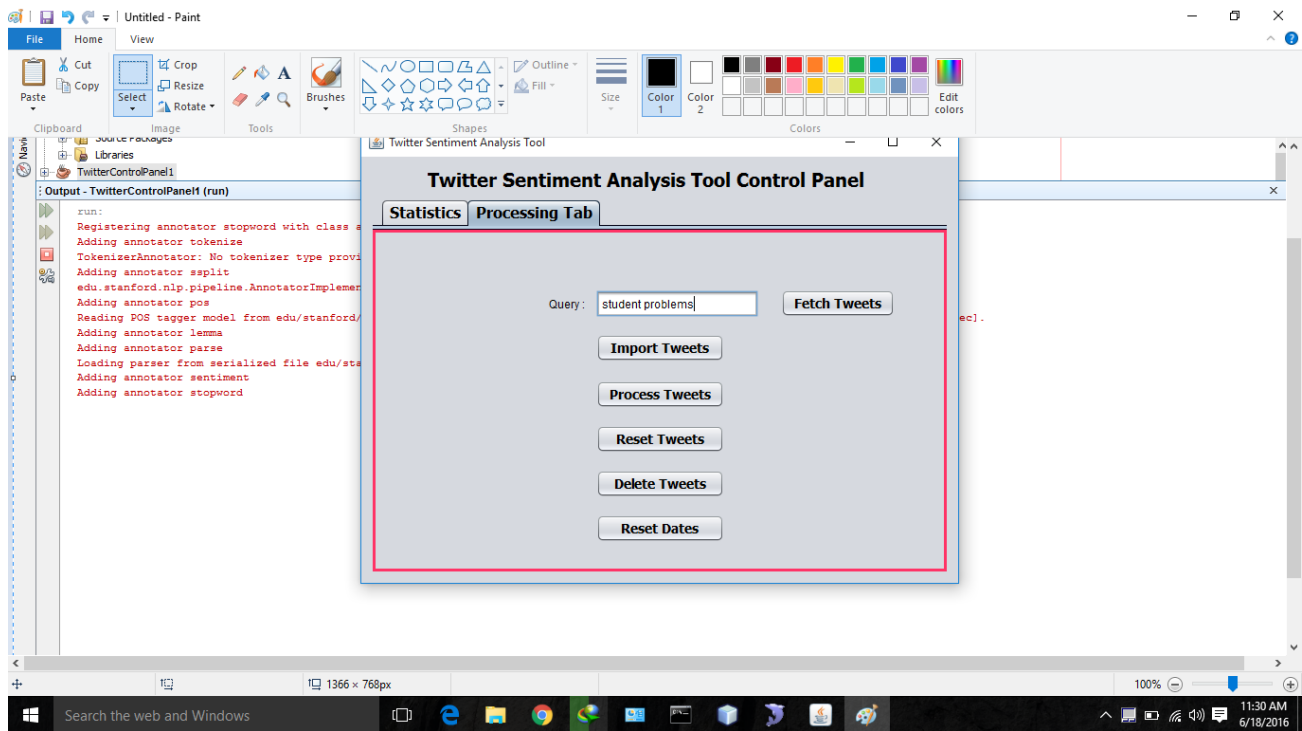 Untitled - Paint
File Home View
Cut
Copy
Paste
Crop
Resize
Rotate
Select
Brushes
Outline
Fill
Size
Color 1
Color 2
Edit colors
Clipboard Image Tools Shapes Colors
Source Packages
Libraries
TwitterControlPanel1
Output - TwitterControlPanel1 (run)
run:
Registering annotator stopword with class
Adding annotator tokenize
TokenizerAnnotator: No tokenizer type provi
Adding annotator ssplit
edu.stanford.nlp.pipeline.AnnotatorImplemen
Adding annotator pos
Reading POS tagger model from edu/stanford/ ec].
Adding annotator lemma
Adding annotator parse
Loading parser from serialized file edu/sta
Adding annotator sentiment
Adding annotator stopword
Twitter Sentiment Analysis Tool
Twitter Sentiment Analysis Tool Control Panel
Statistics Processing Tab
Query : student problems Fetch Tweets
Import Tweets
Process Tweets
Reset Tweets
Delete Tweets
Reset Dates
1366 × 768px
100%
Search the web and Windows
11:30 AM
6/18/2016